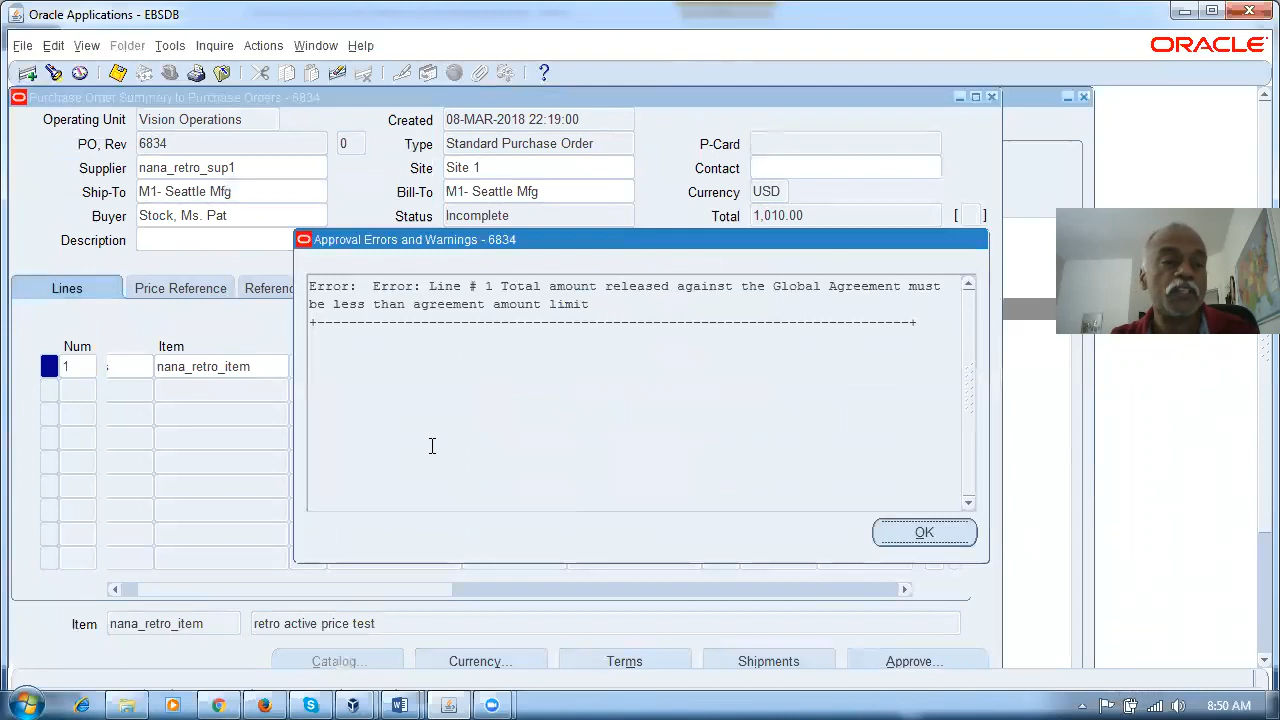 Oracle Applications - EBSDB
File Edit View Folder Tools Inquire Actions Window Help
ORACLE
Purchase Order Summary to Purchase Orders - 6834
Operating Unit Vision Operations Created 08-MAR-2018 22:19:00
PO, Rev 6834 0 Type Standard Purchase Order P-Card
Supplier nana_retro_sup1 Site Site 1 Contact
Ship-To M1- Seattle Mfg Bill-To M1- Seattle Mfg Currency USD
Buyer Stock, Ms. Pat Status Incomplete Total 1,010.00 [ ]
Description
Approval Errors and Warnings - 6834
Error: Error: Line # 1 Total amount released against the Global Agreement must
be less than agreement amount limit
+---------------------------------------------------------------------------+
OK
Lines Price Reference Referenc
Num Item
1 nana_retro_item
Item nana_retro_item retro active price test
Catalog... Currency... Terms Shipments Approve...
8:50 AM